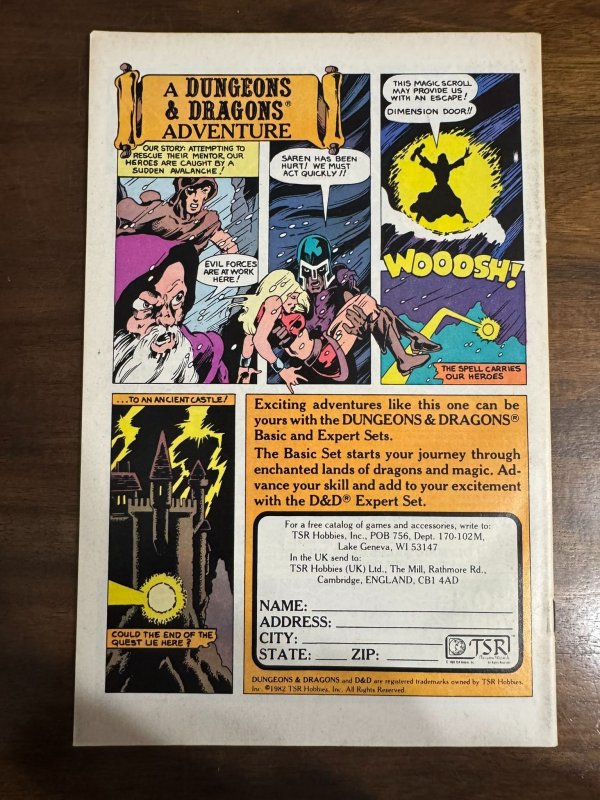 A DUNGEONS
& DRAGONS®
ADVENTURE
OUR STORY: ATTEMPTING TO
RESCUE THEIR MENTOR, OUR
HEROES ARE CAUGHT BY A
SUDDEN AVALANCHE!
EVIL FORCES
ARE AT WORK
HERE!
SAREN HAS BEEN
HURT! WE MUST
ACT QUICKLY!!
THIS MAGIC SCROLL
MAY PROVIDE US
WITH AN ESCAPE!
DIMENSION DOOR!!
WOOOSH!
THE SPELL CARRIES
OUR HEROES
...TO AN ANCIENT CASTLE!
COULD THE END OF THE
QUEST LIE HERE?
Exciting adventures like this one can be
yours with the DUNGEONS & DRAGONS®
Basic and Expert Sets.
The Basic Set starts your journey through
enchanted lands of dragons and magic. Ad-
vance your skill and add to your excitement
with the D&D® Expert Set.
For a free catalog of games and accessories, write to:
TSR Hobbies, Inc., POB 756, Dept. 170-102M,
Lake Geneva, WI 53147
In the UK send to:
TSR Hobbies (UK) Ltd., The Mill, Rathmore Rd.,
Cambridge, ENGLAND, CB1 4AD
NAME:
ADDRESS:
CITY:
STATE: ZIP:
TSR
DUNGEONS & DRAGONS and D&D are registered trademarks owned by TSR Hobbies,
Inc. ©1982 TSR Hobbies, Inc. All Rights Reserved.